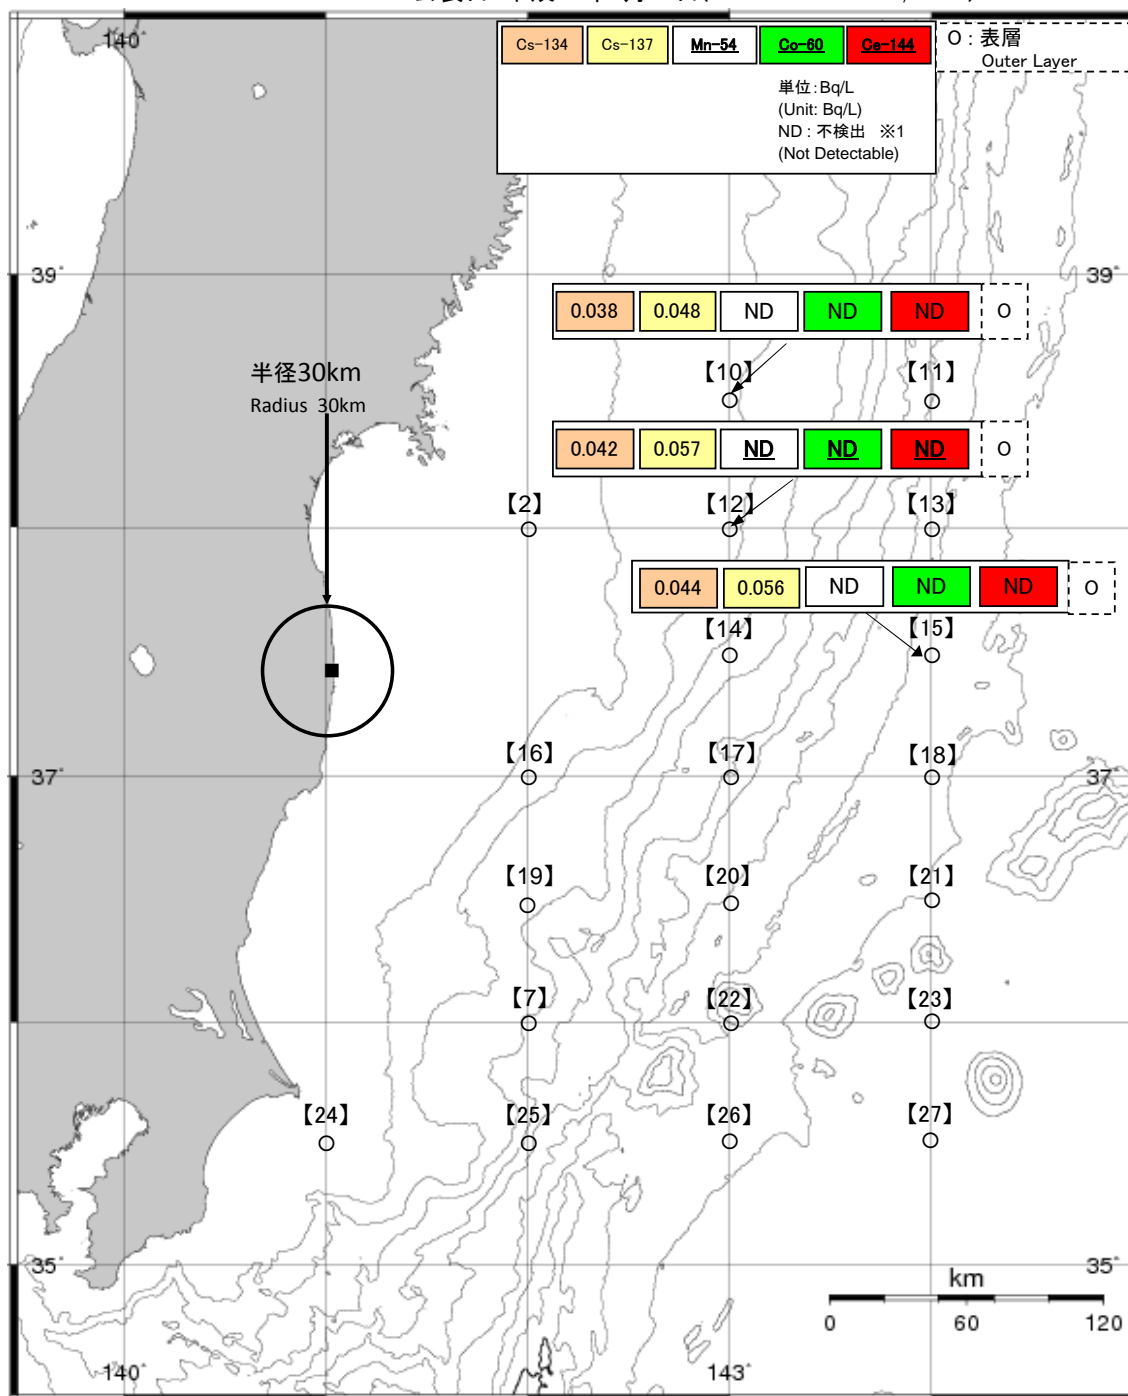 140°
Cs-134 Cs-137 Mn-54 Co-60 Ce-144
O : 表層
Outer Layer
単位: Bq/L
(Unit: Bq/L)
ND : 不検出 ※1
(Not Detectable)
39° 39°
0.038 0.048 ND ND ND O
半径30km
Radius 30km
【10】 【11】
0.042 0.057 ND ND ND O
【2】 【12】 【13】
0.044 0.056 ND ND ND O
【14】 【15】
【16】 【17】 【18】
37° 37°
【19】 【20】 【21】
【7】 【22】 【23】
【24】 【25】 【26】 【27】
35° 35°
km
0 60 120
140° 143°